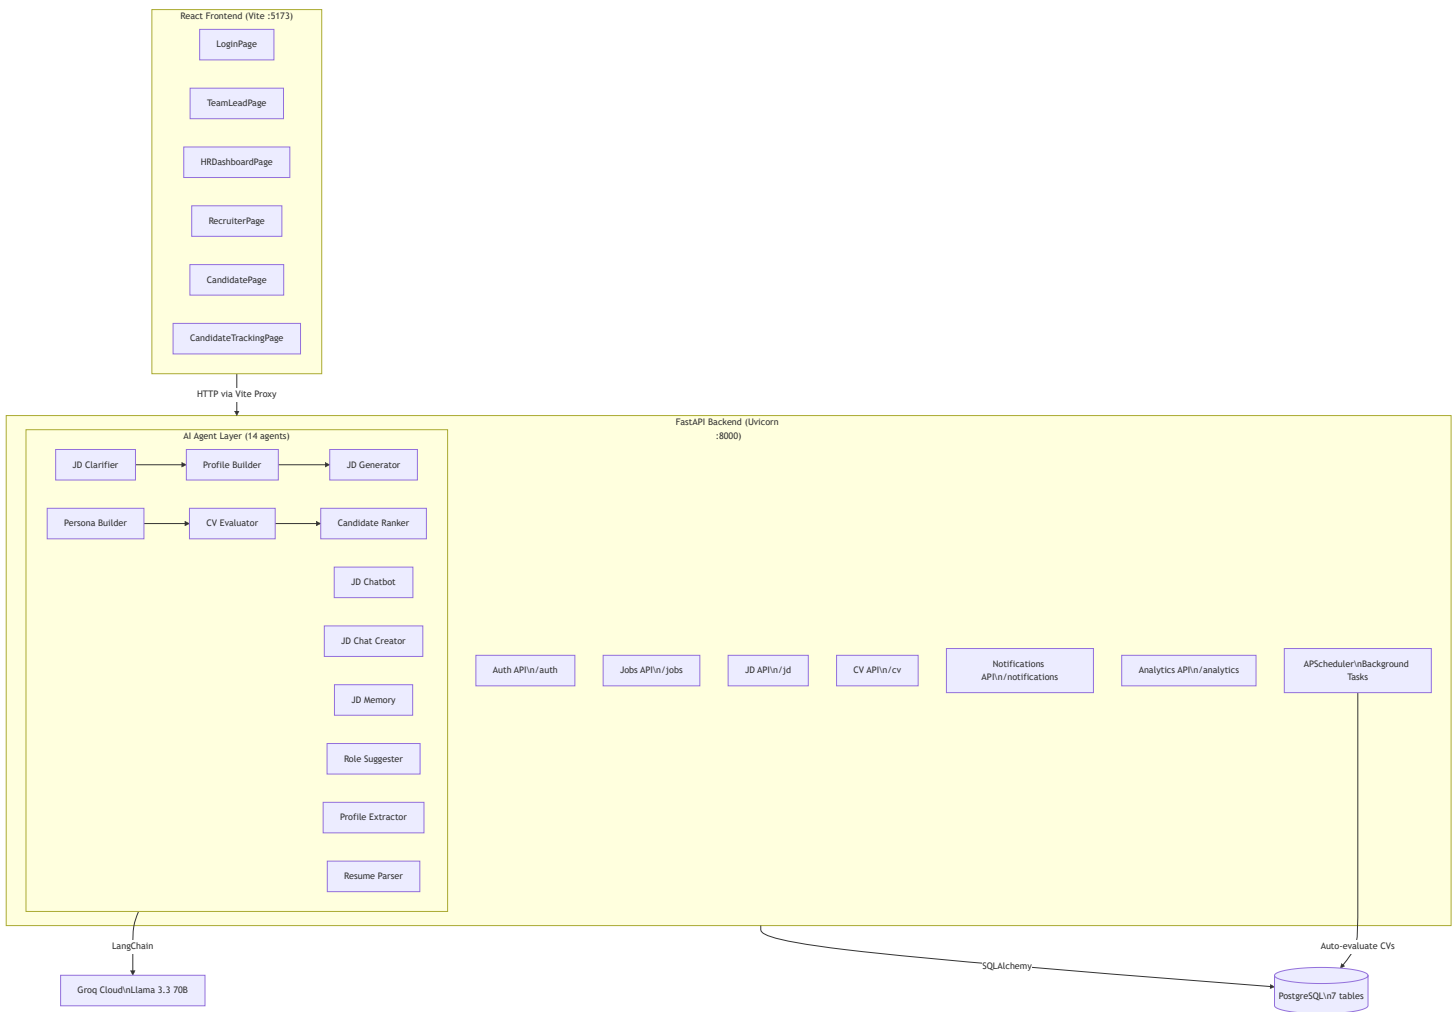 React Frontend (Vite :5173)
LoginPage
TeamLeadPage
HRDashboardPage
RecruiterPage
CandidatePage
CandidateTrackingPage
HTTP via Vite Proxy
FastAPI Backend (Uvicorn
:8000)
AI Agent Layer (14 agents)
JD Clarifier
Profile Builder
JD Generator
Persona Builder
CV Evaluator
Candidate Ranker
JD Chatbot
JD Chat Creator
JD Memory
Role Suggester
Profile Extractor
Resume Parser
Auth API\n/auth
Jobs API\n/jobs
JD API\n/jd
CV API\n/cv
Notifications
API\n/notifications
Analytics API\n/analytics
APScheduler\nBackground
Tasks
LangChain
Auto-evaluate CVs
SQLAlchemy
Groq Cloud\nLlama 3.3 70B
PostgreSQL\n7 tables